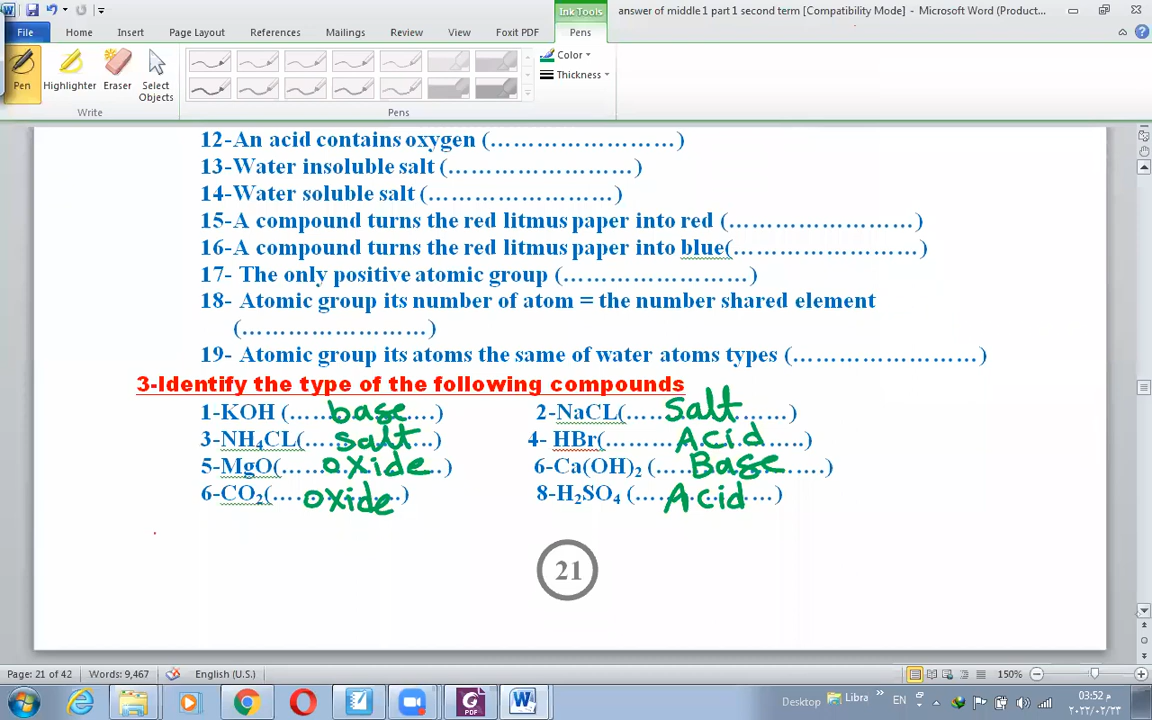 answer of middle 1 part 1 second term [Compatibility Mode] - Microsoft Word (Product...
Ink Tools
File Home Insert Page Layout References Mailings Review View Foxit PDF Pens
Pen Highlighter Eraser Select Objects
Color
Thickness
Write Pens
12-An acid contains oxygen (……………………)
13-Water insoluble salt (……………………)
14-Water soluble salt (……………………)
15-A compound turns the red litmus paper into red (……………………)
16-A compound turns the red litmus paper into blue(……………………)
17- The only positive atomic group (……………………)
18- Atomic group its number of atom = the number shared element
(……………………)
19- Atomic group its atoms the same of water atoms types (……………………)
3-Identify the type of the following compounds
1-KOH (…..base….) 2-NaCL(…..Salt……)
3-NH₄CL(….salt…..) 4- HBr(………Acid…..)
5-MgO(……oxide..) 6-Ca(OH)₂ (….Base…..)
6-CO₂(….oxide..) 8-H₂SO₄ (….Acid….)
21
Page: 21 of 42 Words: 9,467 English (U.S.) 150%
Desktop Libra » EN 03:52 م
٢٠٢٢/٠٢/٢٣